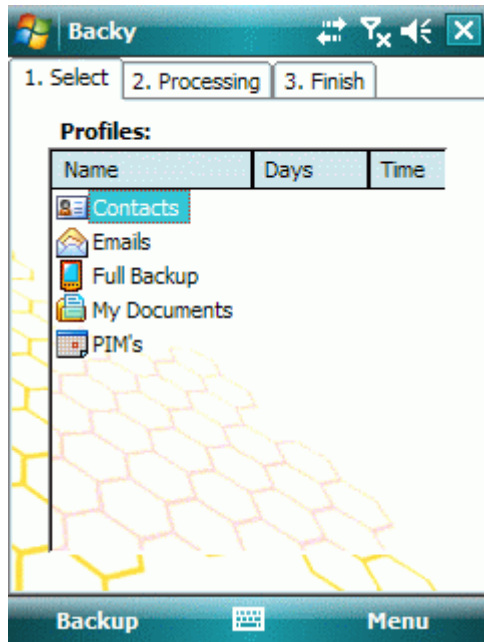 Backy
1. Select 2. Processing 3. Finish
Profiles:
Name Days Time
Contacts
Emails
Full Backup
My Documents
PIM's
Backup Menu